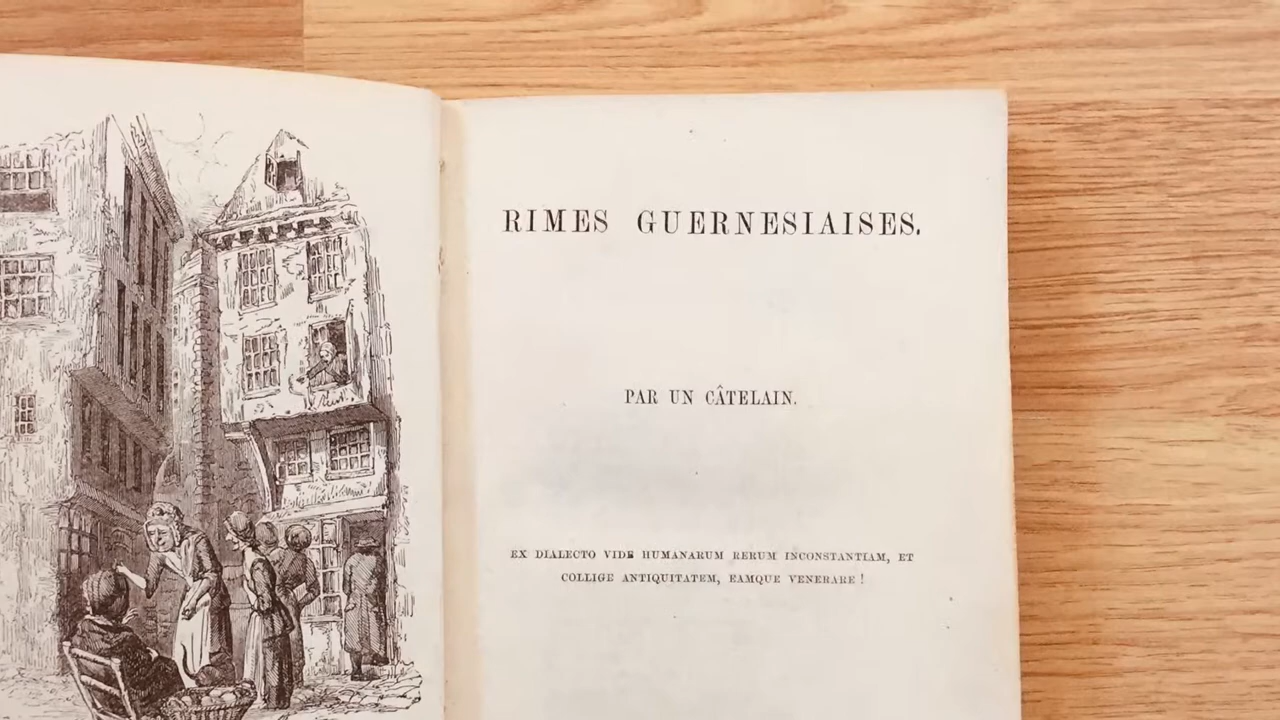 RIMES GUERNESIAISES.
PAR UN CÂTELAIN.
EX DIALECTO VIDE HUMANARUM RERUM INCONSTANTIAM, ET
COLLIGE ANTIQUITATEM, EAMQUE VENERARE !